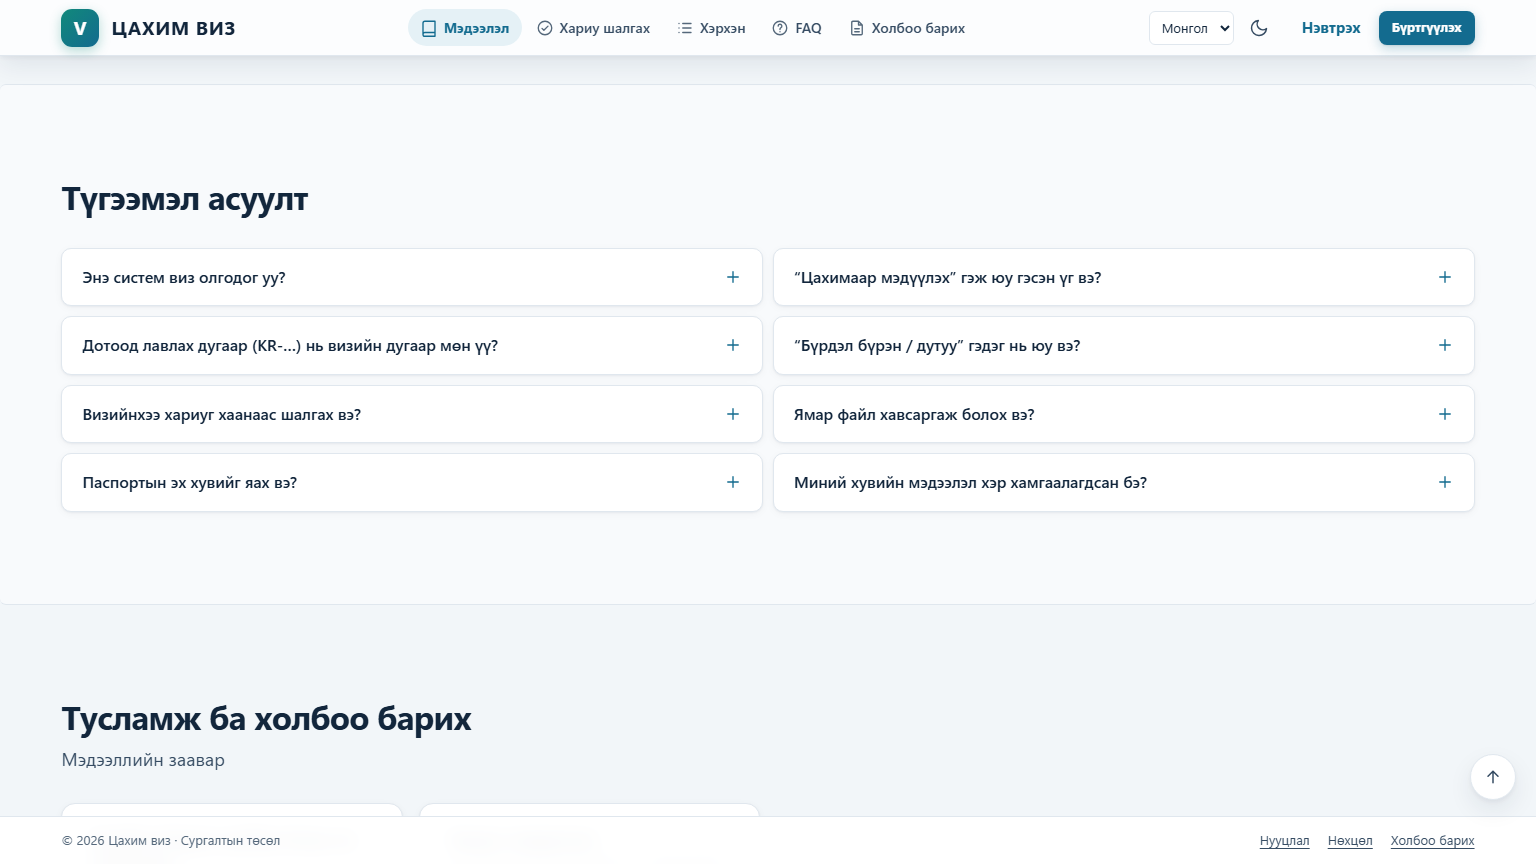 V ЦАХИМ ВИЗ
Мэдээлэл
Хариу шалгах
Хэрхэн
FAQ
Холбоо барих
Монгол
Нэвтрэх
Бүртгүүлэх
Түгээмэл асуулт
Энэ систем виз олгодог уу?
“Цахимаар мэдүүлэх” гэж юу гэсэн үг вэ?
Дотоод лавлах дугаар (KR-…) нь визийн дугаар мөн үү?
“Бүрдэл бүрэн / дутуу” гэдэг нь юу вэ?
Визийнхээ хариуг хаанаас шалгах вэ?
Ямар файл хавсаргаж болох вэ?
Паспортын эх хувийг яах вэ?
Миний хувийн мэдээлэл хэр хамгаалагдсан бэ?
Тусламж ба холбоо барих
Мэдээллийн заавар
© 2026 Цахим виз · Сургалтын төсөл
Нууцлал
Нөхцөл
Холбоо барих